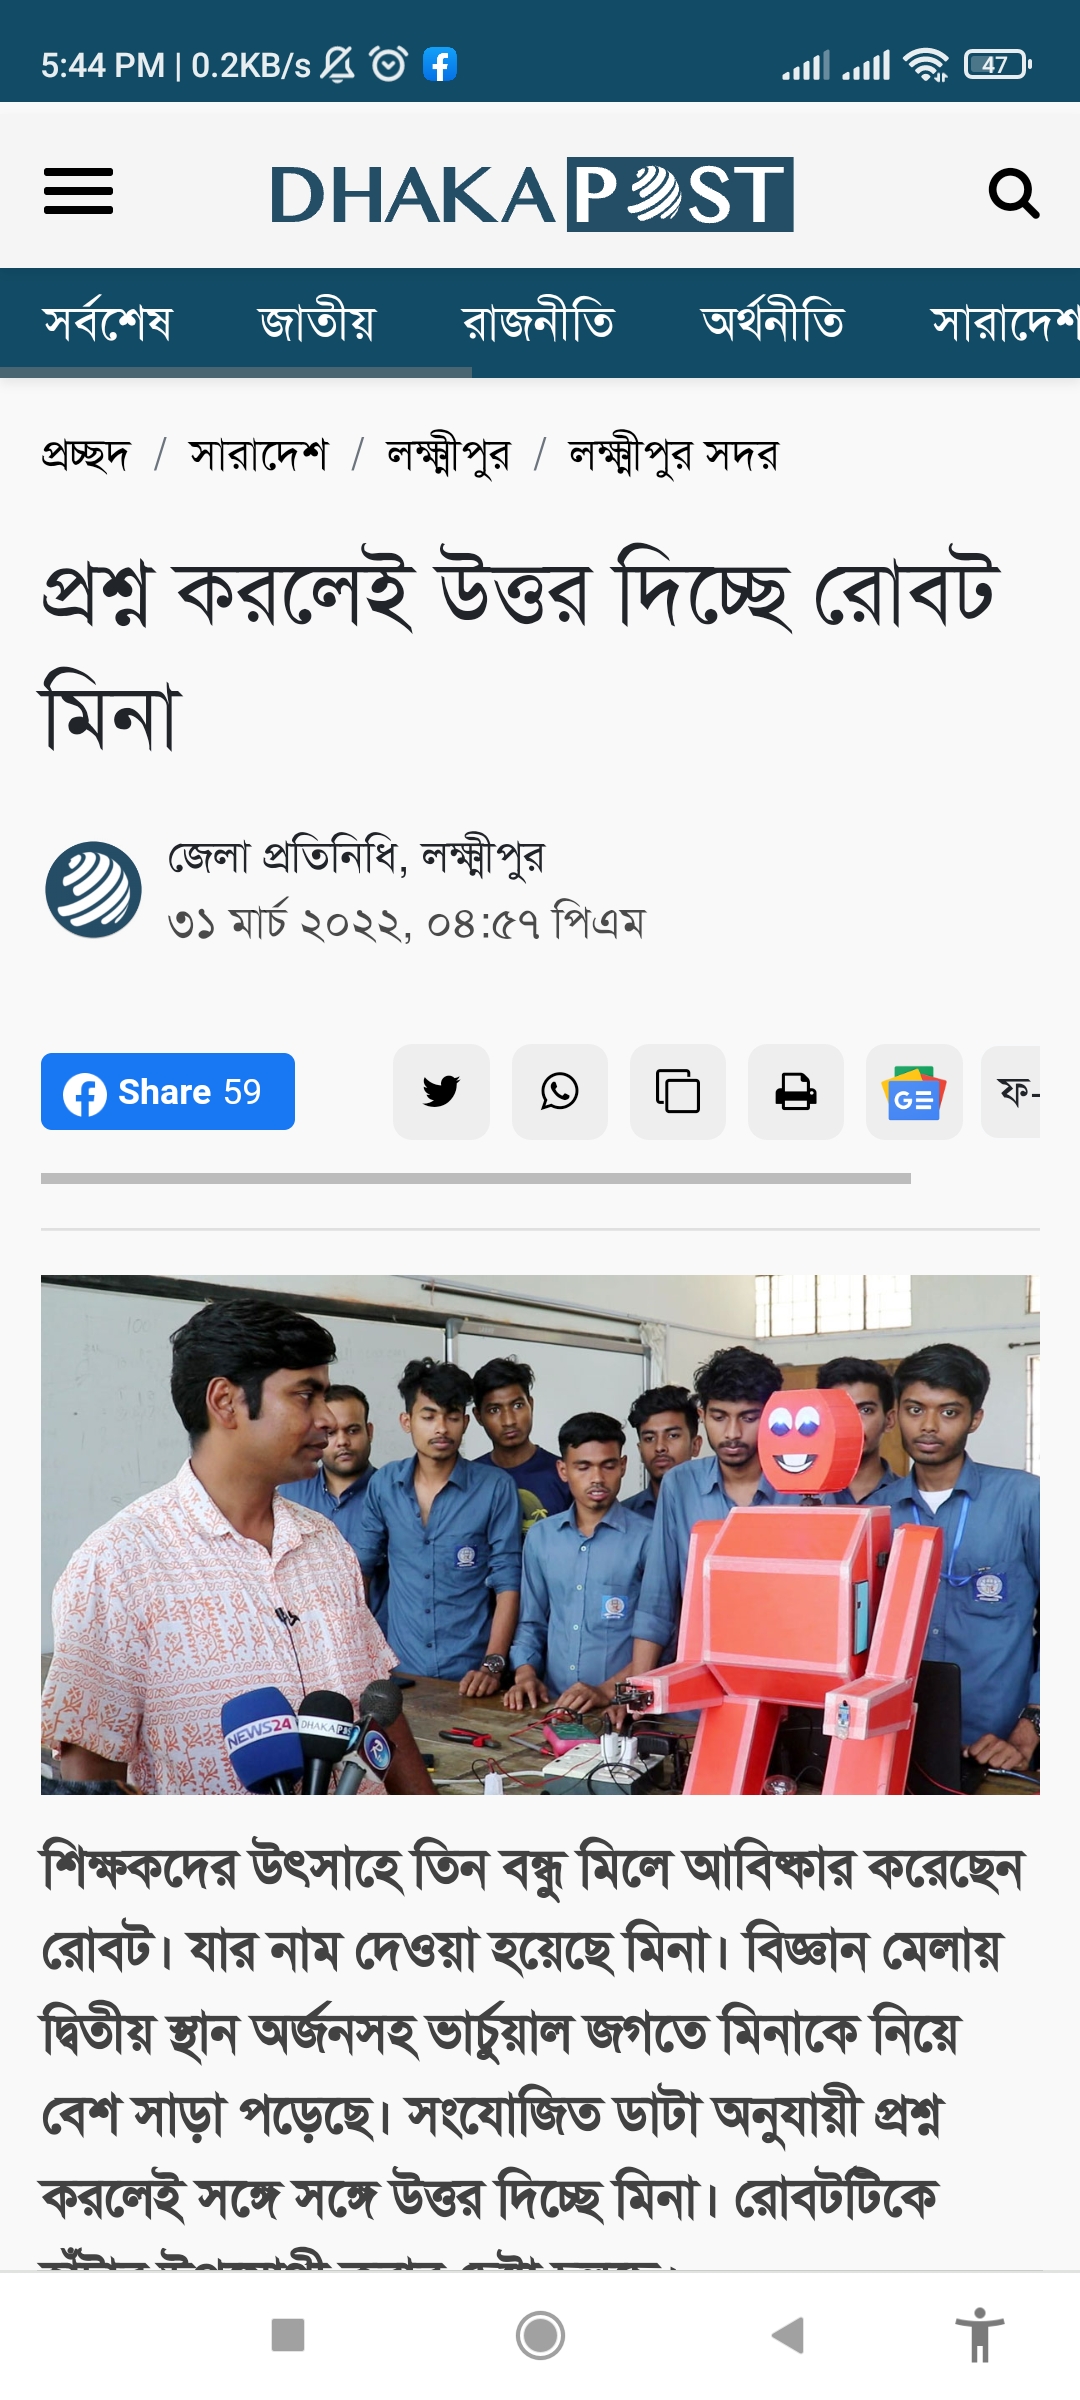 5:44 PM | 0.2KB/s
47
DHAKA POST
সর্বশেষ জাতীয় রাজনীতি অর্থনীতি সারাদেশ
প্রচ্ছদ / সারাদেশ / লক্ষ্মীপুর / লক্ষ্মীপুর সদর
প্রশ্ন করলেই উত্তর দিচ্ছে রোবট
মিনা
জেলা প্রতিনিধি, লক্ষ্মীপুর
৩১ মার্চ ২০২২, ০৪:৫৭ পিএম
Share 59
GE
ফ-
NEWS24
DHAKA POST
শিক্ষকদের উৎসাহে তিন বন্ধু মিলে আবিষ্কার করেছেন
রোবট। যার নাম দেওয়া হয়েছে মিনা। বিজ্ঞান মেলায়
দ্বিতীয় স্থান অর্জনসহ ভার্চুয়াল জগতে মিনাকে নিয়ে
বেশ সাড়া পড়েছে। সংযোজিত ডাটা অনুযায়ী প্রশ্ন
করলেই সঙ্গে সঙ্গে উত্তর দিচ্ছে মিনা। রোবটটিকে